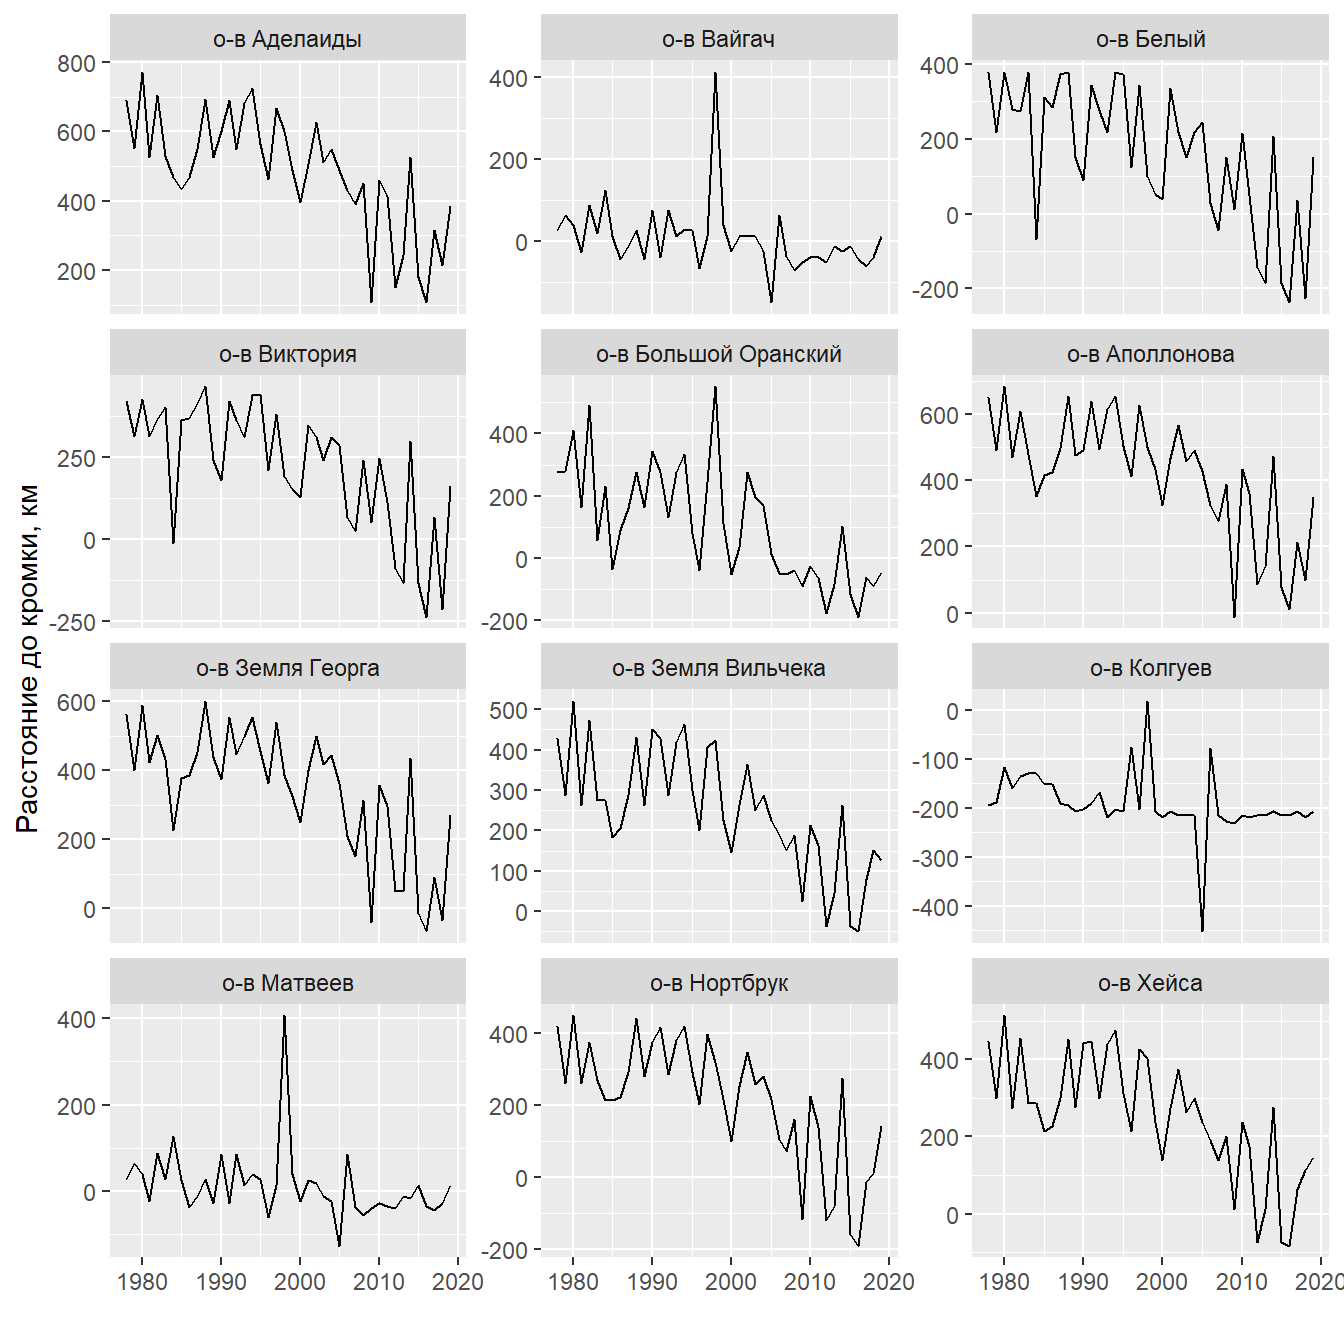 о-в Аделаиды
о-в Вайгач
о-в Белый
800
600
400
200
400
200
0
400
200
0
-200
о-в Виктория
о-в Большой Оранский
о-в Аполлонова
250
0
-250
400
200
0
-200
600
400
200
0
Расстояние до кромки, км
о-в Земля Георга
о-в Земля Вильчека
о-в Колгуев
600
400
200
0
500
400
300
200
100
0
0
-100
-200
-300
-400
о-в Матвеев
о-в Нортбрук
о-в Хейса
400
200
0
400
200
0
-200
400
200
0
1980 1990 2000 2010 2020
1980 1990 2000 2010 2020
1980 1990 2000 2010 2020